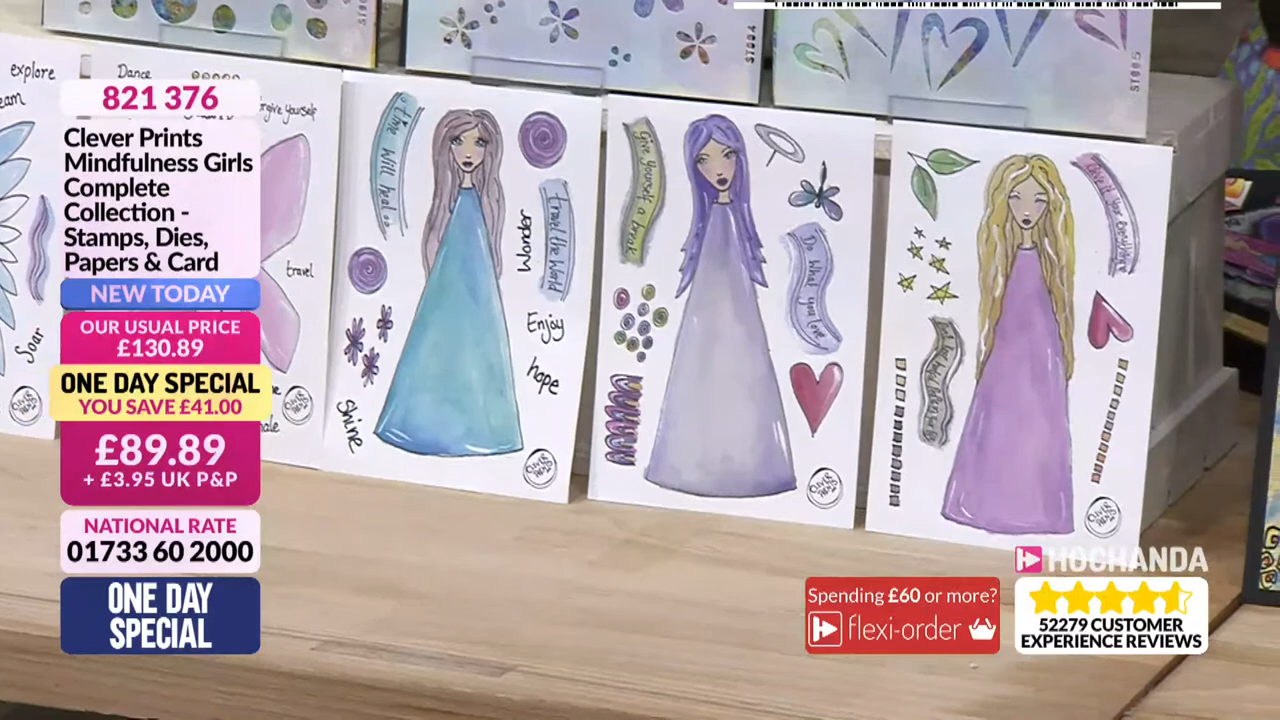 821 376
Clever Prints
Mindfulness Girls
Complete
Collection -
Stamps, Dies,
Papers & Card
NEW TODAY
OUR USUAL PRICE
£130.89
ONE DAY SPECIAL
YOU SAVE £41.00
£89.89
+ £3.95 UK P&P
NATIONAL RATE
01733 60 2000
ONE DAY
SPECIAL
explore
Dance
travel
Soar
ST004
ST005
time will heal
Wonder
travel the World
Enjoy
hope
Shine
Give yourself a break
Do what you love
HOCHANDA
Spending £60 or more?
flexi-order
52279 CUSTOMER
EXPERIENCE REVIEWS